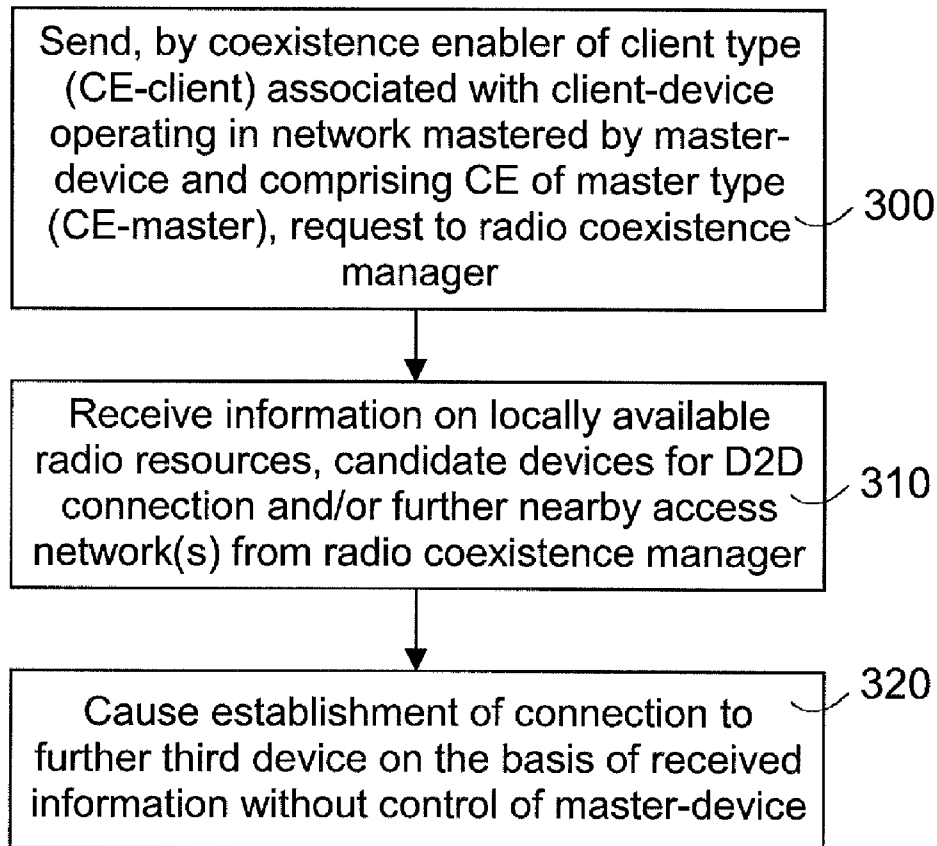 Send, by coexistence enabler of client type
(CE-client) associated with client-device
operating in network mastered by master-
device and comprising CE of master type
(CE-master), request to radio coexistence
manager
300
Receive information on locally available
radio resources, candidate devices for D2D
connection and/or further nearby access
network(s) from radio coexistence manager
310
Cause establishment of connection to
further third device on the basis of received
information without control of master-device
320